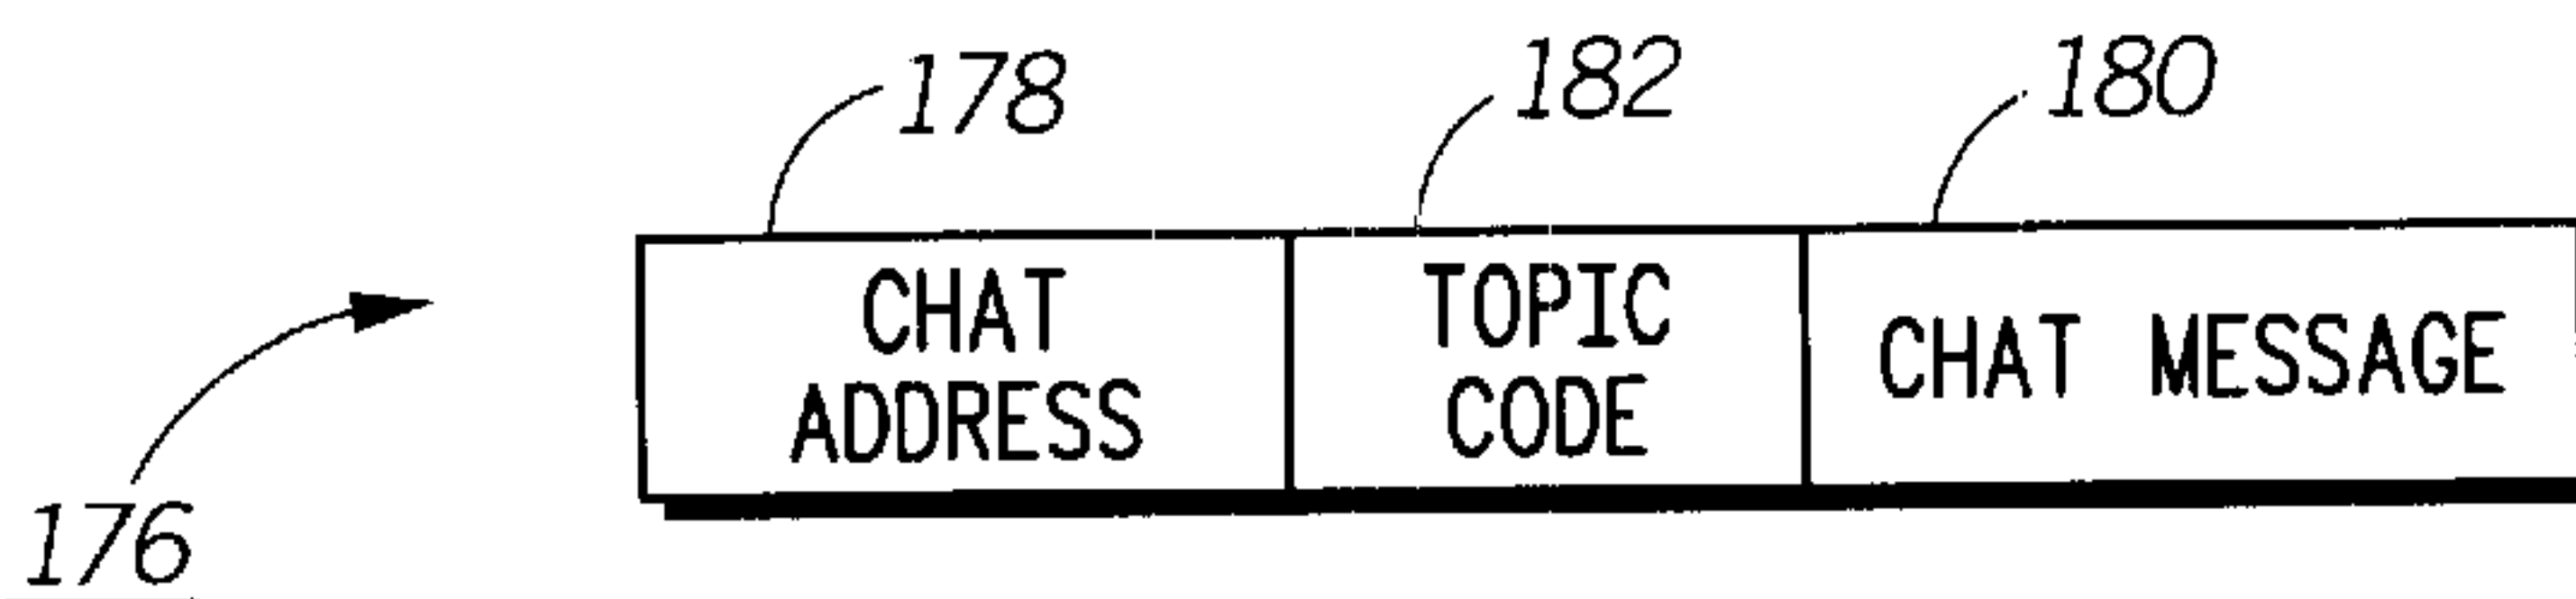 178 182 180
CHAT ADDRESS
TOPIC CODE
CHAT MESSAGE
176